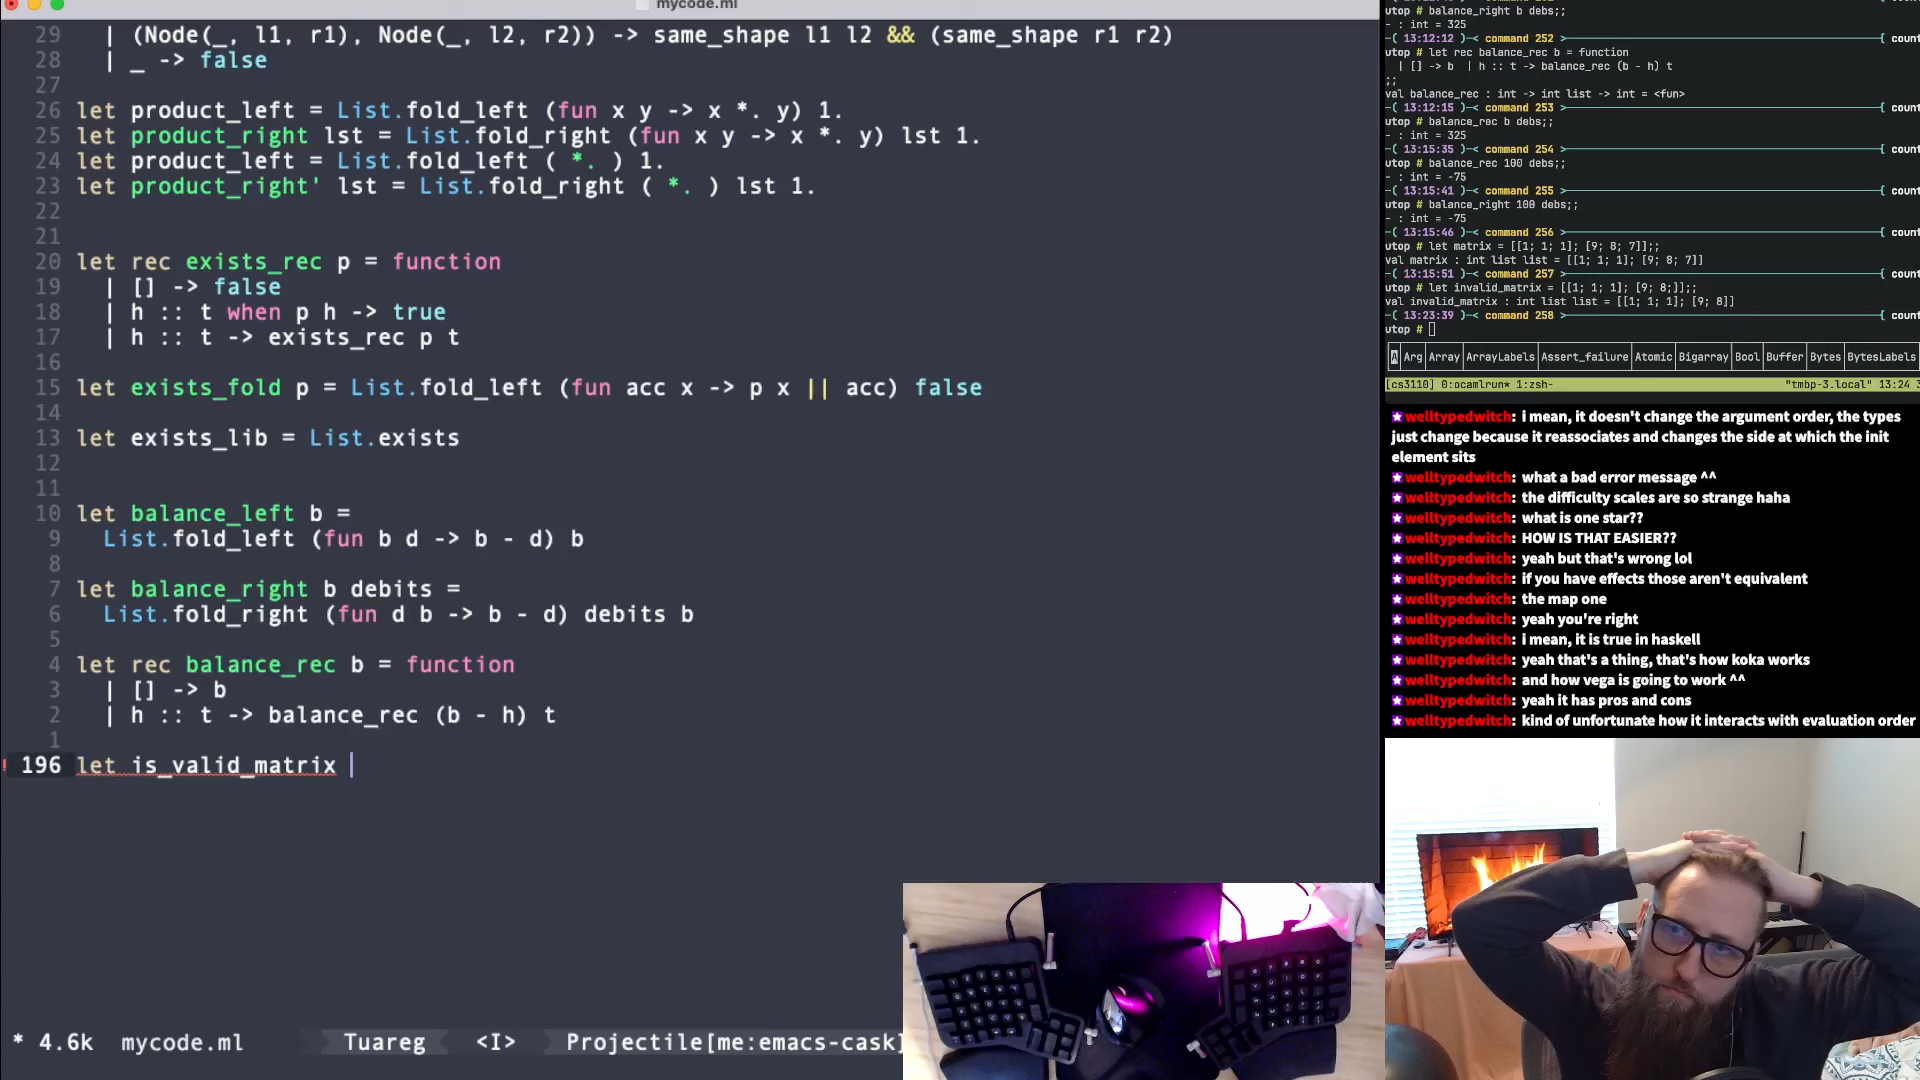 mycode.ml
29 | (Node(_, l1, r1), Node(_, l2, r2)) -> same_shape l1 l2 && (same_shape r1 r2)
28 | _ -> false
27
26 let product_left = List.fold_left (fun x y -> x *. y) 1.
25 let product_right lst = List.fold_right (fun x y -> x *. y) lst 1.
24 let product_left = List.fold_left ( *. ) 1.
23 let product_right' lst = List.fold_right ( *. ) lst 1.
22
21
20 let rec exists_rec p = function
19 | [] -> false
18 | h :: t when p h -> true
17 | h :: t -> exists_rec p t
16
15 let exists_fold p = List.fold_left (fun acc x -> p x || acc) false
14
13 let exists_lib = List.exists
12
11
10 let balance_left b =
9 List.fold_left (fun b d -> b - d) b
8
7 let balance_right b debits =
6 List.fold_right (fun d b -> b - d) debits b
5
4 let rec balance_rec b = function
3 | [] -> b
2 | h :: t -> balance_rec (b - h) t
1
196 let is_valid_matrix
* 4.6k mycode.ml Tuareg <I> Projectile[me:emacs-cask]
utop # balance_right b debs;;
- : int = 325
-( 13:12:12 )-< command 252 >-{ count
utop # let rec balance_rec b = function
| [] -> b | h :: t -> balance_rec (b - h) t
;;
val balance_rec : int -> int list -> int = <fun>
-( 13:12:15 )-< command 253 >-{ count
utop # balance_rec b debs;;
- : int = 325
-( 13:15:35 )-< command 254 >-{ count
utop # balance_rec 100 debs;;
- : int = -75
-( 13:15:41 )-< command 255 >-{ count
utop # balance_right 100 debs;;
- : int = -75
-( 13:15:46 )-< command 256 >-{ count
utop # let matrix = [[1; 1; 1]; [9; 8; 7]];;
val matrix : int list list = [[1; 1; 1]; [9; 8; 7]]
-( 13:15:51 )-< command 257 >-{ count
utop # let invalid_matrix = [[1; 1; 1]; [9; 8;]];;
val invalid_matrix : int list list = [[1; 1; 1]; [9; 8]]
-( 13:23:39 )-< command 258 >-{ count
utop #
A Arg Array ArrayLabels Assert_failure Atomic Bigarray Bool Buffer Bytes BytesLabels
[cs3110] 0:ocamlrun* 1:zsh- "tmbp-3.local" 13:24 3
welltypedwitch: i mean, it doesn't change the argument order, the types
just change because it reassociates and changes the side at which the init
element sits
welltypedwitch: what a bad error message ^^
welltypedwitch: the difficulty scales are so strange haha
welltypedwitch: what is one star??
welltypedwitch: HOW IS THAT EASIER??
welltypedwitch: yeah but that's wrong lol
welltypedwitch: if you have effects those aren't equivalent
welltypedwitch: the map one
welltypedwitch: yeah you're right
welltypedwitch: i mean, it is true in haskell
welltypedwitch: yeah that's a thing, that's how koka works
welltypedwitch: and how vega is going to work ^^
welltypedwitch: yeah it has pros and cons
welltypedwitch: kind of unfortunate how it interacts with evaluation order